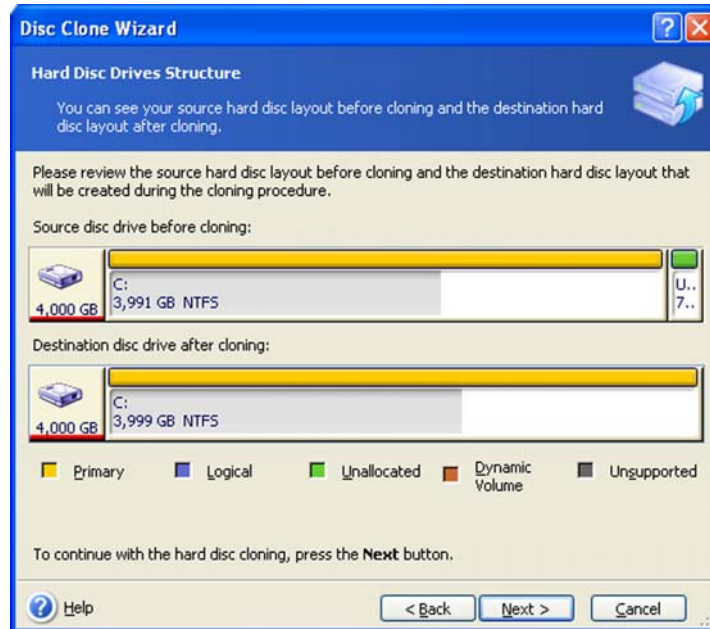 Disc Clone Wizard
Hard Disc Drives Structure
You can see your source hard disc layout before cloning and the destination hard
disc layout after cloning.
Please review the source hard disc layout before cloning and the destination hard disc layout that
will be created during the cloning procedure.
Source disc drive before cloning:
4,000 GB
C:
3,991 GB NTFS
U..
7..
Destination disc drive after cloning:
4,000 GB
C:
3,999 GB NTFS
Primary Logical Unallocated Dynamic Volume Unsupported
To continue with the hard disc cloning, press the Next button.
Help < Back Next > Cancel